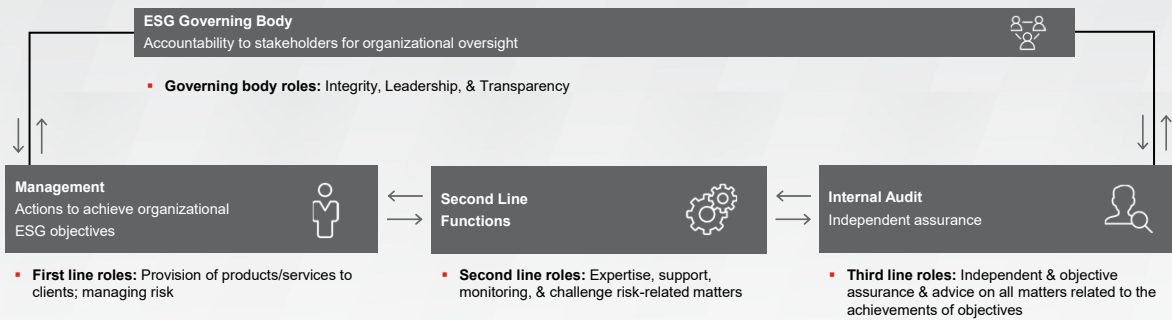 ESG Governing Body
Accountability to stakeholders for organizational oversight
▪ Governing body roles: Integrity, Leadership, & Transparency
Management
Actions to achieve organizational
ESG objectives
▪ First line roles: Provision of products/services to
clients; managing risk
Second Line
Functions
▪ Second line roles: Expertise, support,
monitoring, & challenge risk-related matters
Internal Audit
Independent assurance
▪ Third line roles: Independent & objective
assurance & advice on all matters related to the
achievements of objectives